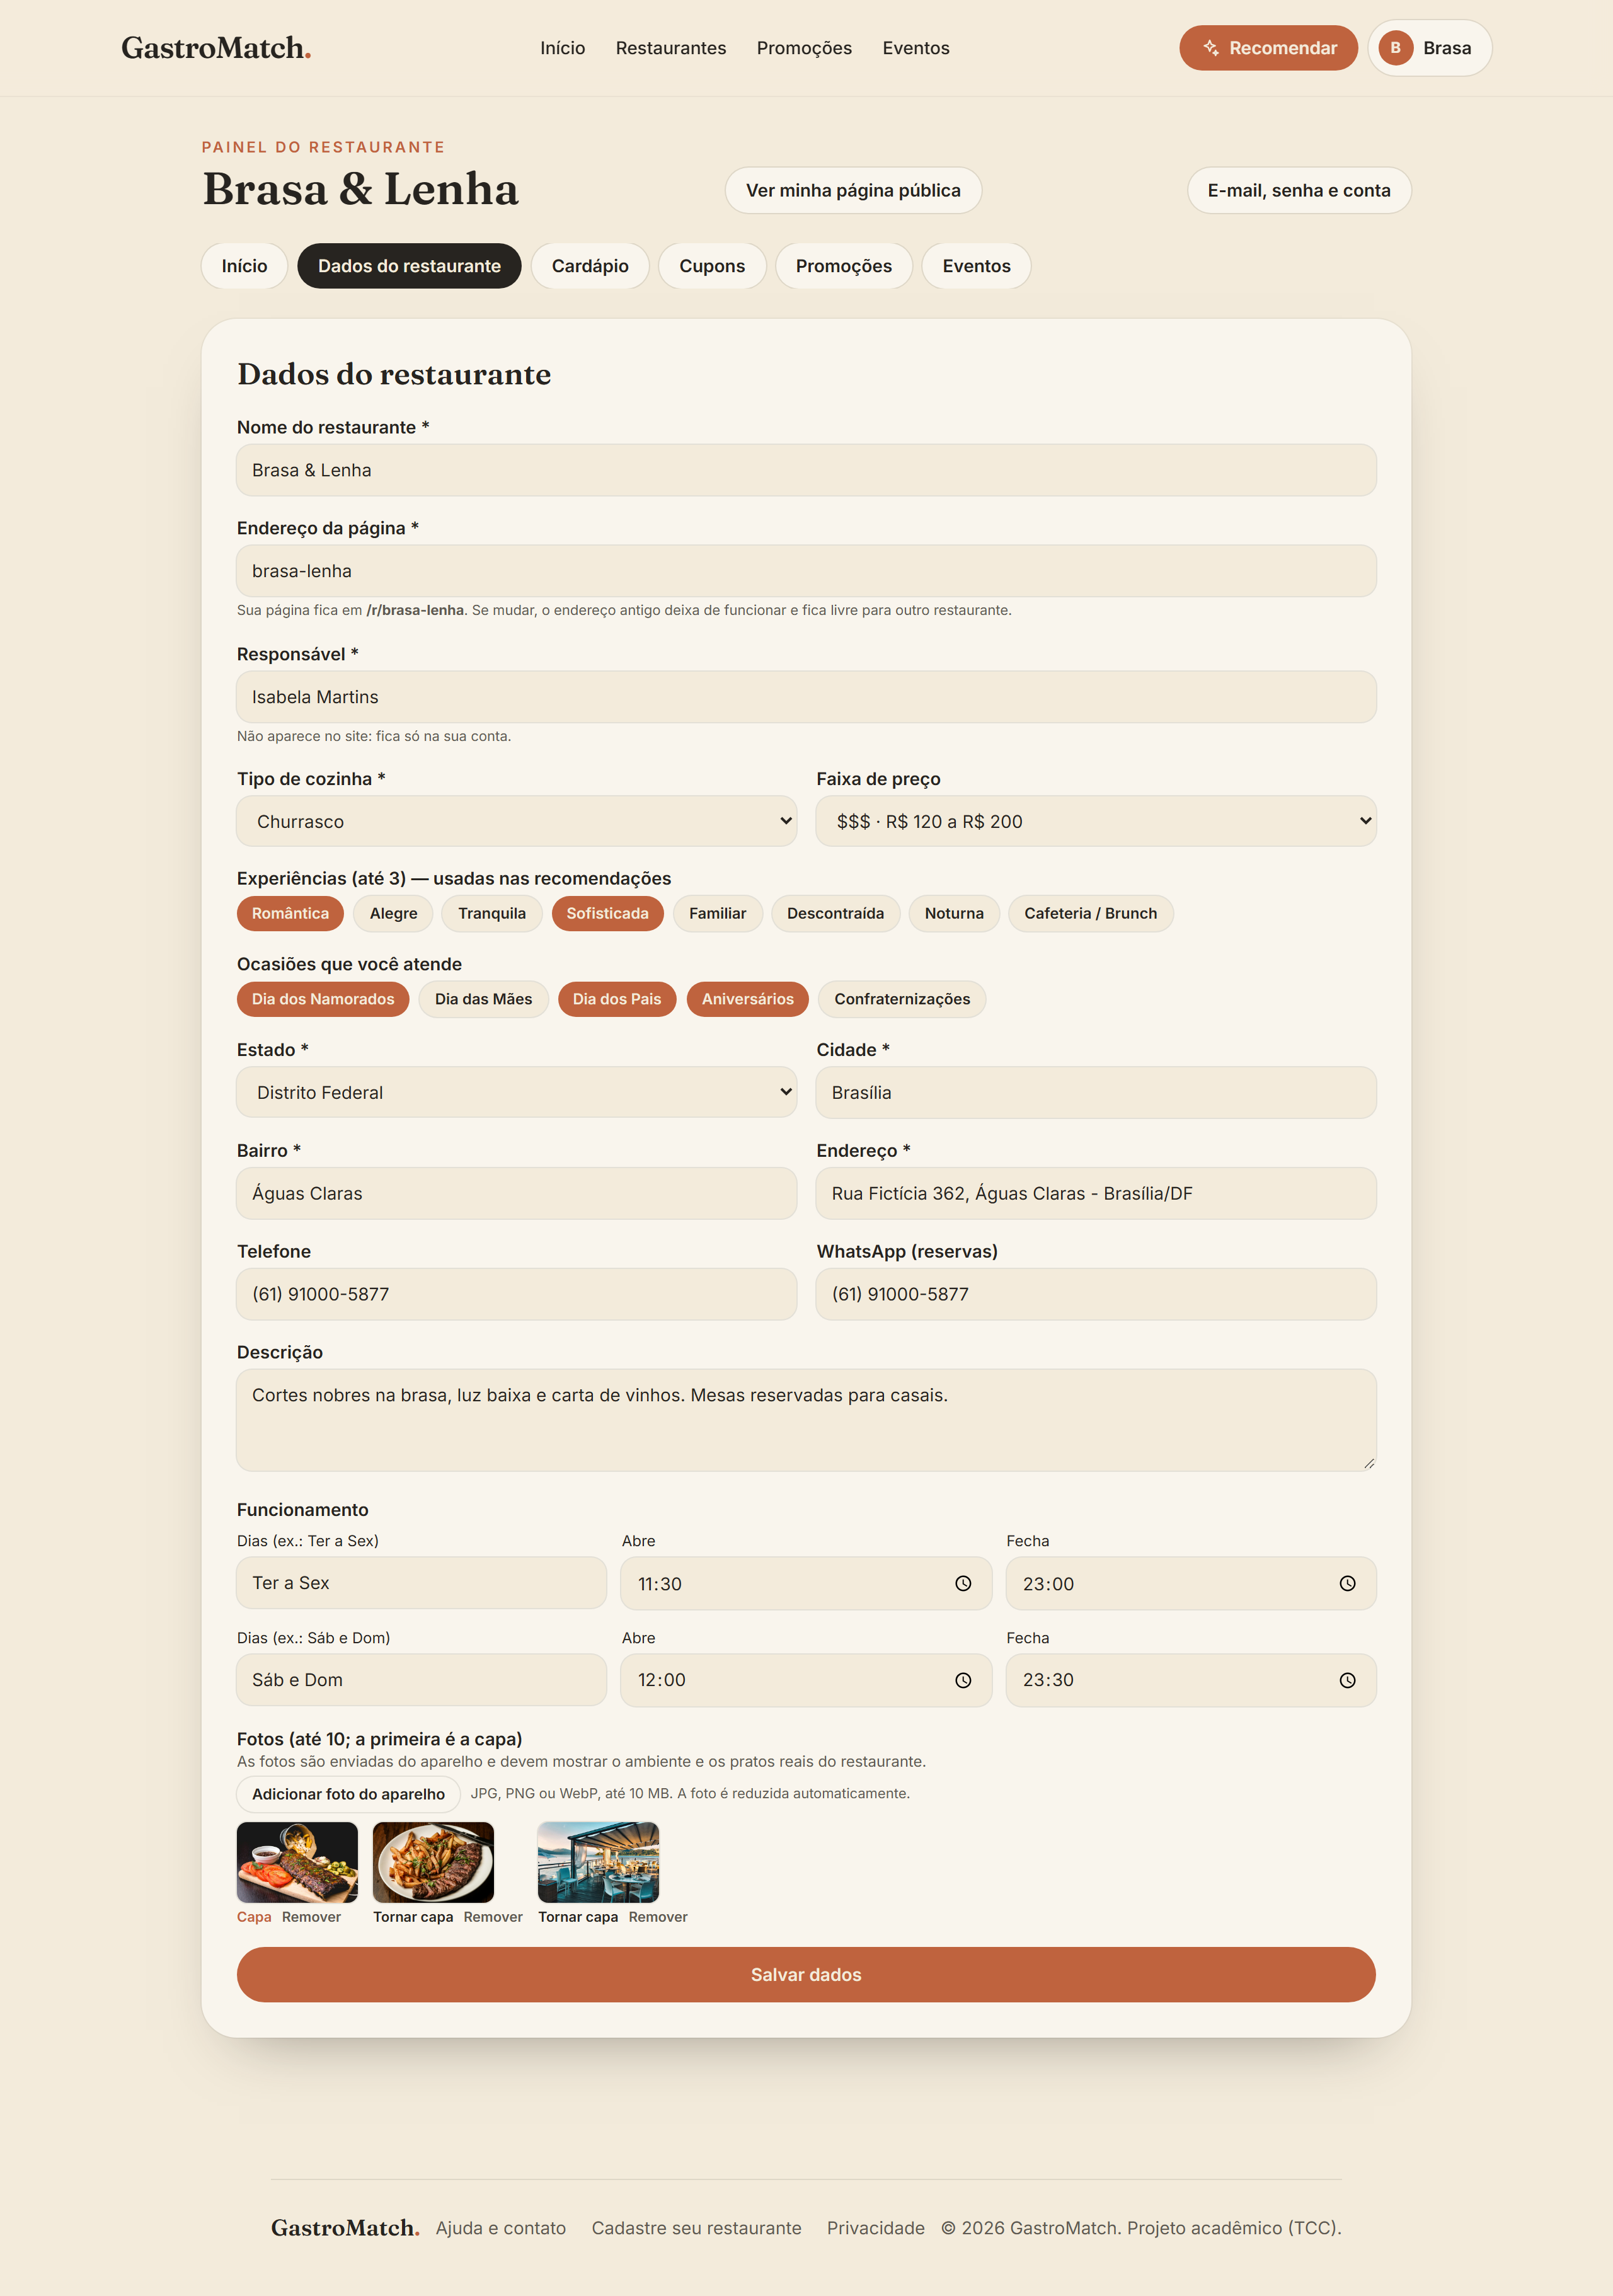 GastroMatch.
Início Restaurantes Promoções Eventos
Recomendar
B Brasa
PAINEL DO RESTAURANTE
Brasa & Lenha
Ver minha página pública
E-mail, senha e conta
Início Dados do restaurante Cardápio Cupons Promoções Eventos
Dados do restaurante
Nome do restaurante *
Brasa & Lenha
Endereço da página *
brasa-lenha
Sua página fica em /r/brasa-lenha. Se mudar, o endereço antigo deixa de funcionar e fica livre para outro restaurante.
Responsável *
Isabela Martins
Não aparece no site: fica só na sua conta.
Tipo de cozinha * Faixa de preço
Churrasco $$$ · R$ 120 a R$ 200
Experiências (até 3) — usadas nas recomendações
Romântica Alegre Tranquila Sofisticada Familiar Descontraída Noturna Cafeteria / Brunch
Ocasiões que você atende
Dia dos Namorados Dia das Mães Dia dos Pais Aniversários Confraternizações
Estado * Cidade *
Distrito Federal Brasília
Bairro * Endereço *
Águas Claras Rua Fictícia 362, Águas Claras - Brasília/DF
Telefone WhatsApp (reservas)
(61) 91000-5877 (61) 91000-5877
Descrição
Cortes nobres na brasa, luz baixa e carta de vinhos. Mesas reservadas para casais.
Funcionamento
Dias (ex.: Ter a Sex) Abre Fecha
Ter a Sex 11:30 23:00
Dias (ex.: Sáb e Dom) Abre Fecha
Sáb e Dom 12:00 23:30
Fotos (até 10; a primeira é a capa)
As fotos são enviadas do aparelho e devem mostrar o ambiente e os pratos reais do restaurante.
Adicionar foto do aparelho JPG, PNG ou WebP, até 10 MB. A foto é reduzida automaticamente.
Capa Remover Tornar capa Remover Tornar capa Remover
Salvar dados
GastroMatch. Ajuda e contato Cadastre seu restaurante Privacidade © 2026 GastroMatch. Projeto acadêmico (TCC).